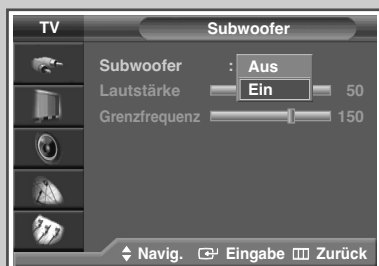 TV Subwoofer
Subwoofer : Aus
Lautstärke Ein 50
Grenzfrequenz 150
Navig. Eingabe Zurück